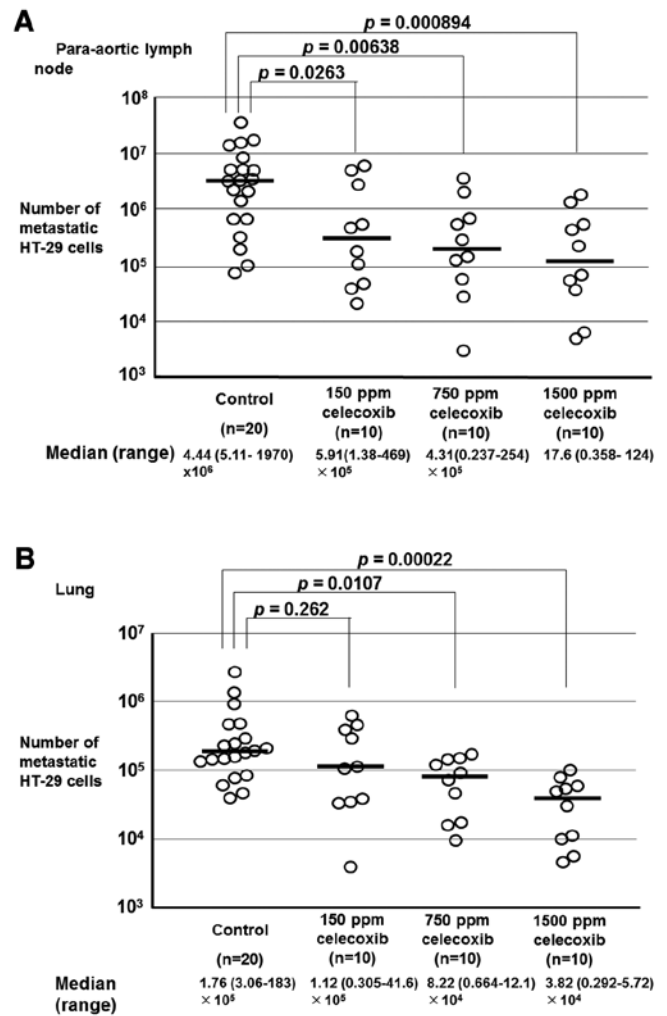 A
p = 0.000894
Para-aortic lymph
node
p = 0.00638
p = 0.0263
10⁸
10⁷
10⁶
10⁵
10⁴
10³
Number of
metastatic
HT-29 cells
Control
(n=20)
150 ppm
celecoxib
(n=10)
750 ppm
celecoxib
(n=10)
1500 ppm
celecoxib
(n=10)
Median (range)
4.44 (5.11- 1970)
x10⁶
5.91(1.38-469)
× 10⁵
4.31(0.237-254)
× 10⁵
17.6 (0.358- 124)
B
p = 0.00022
Lung
p = 0.0107
p = 0.262
10⁷
10⁶
10⁵
10⁴
10³
Number of
metastatic
HT-29 cells
Control
(n=20)
150 ppm
celecoxib
(n=10)
750 ppm
celecoxib
(n=10)
1500 ppm
celecoxib
(n=10)
Median
(range)
1.76 (3.06-183)
× 10⁵
1.12 (0.305-41.6)
× 10⁵
8.22 (0.664-12.1)
× 10⁴
3.82 (0.292-5.72)
× 10⁴